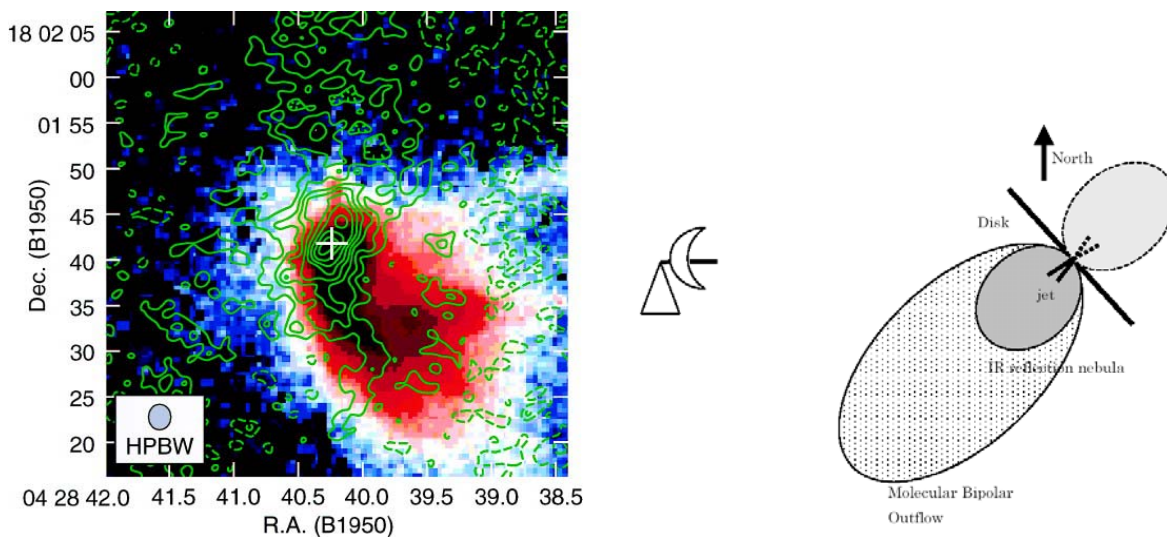 18 02 05
00
01 55
50
45
40
35
30
25
20
Dec. (B1950)
HPBW
04 28 42.0 41.5 41.0 40.5 40.0 39.5 39.0 38.5
R.A. (B1950)
North
Disk
jet
IR reflection nebula
Molecular Bipolar
Outflow